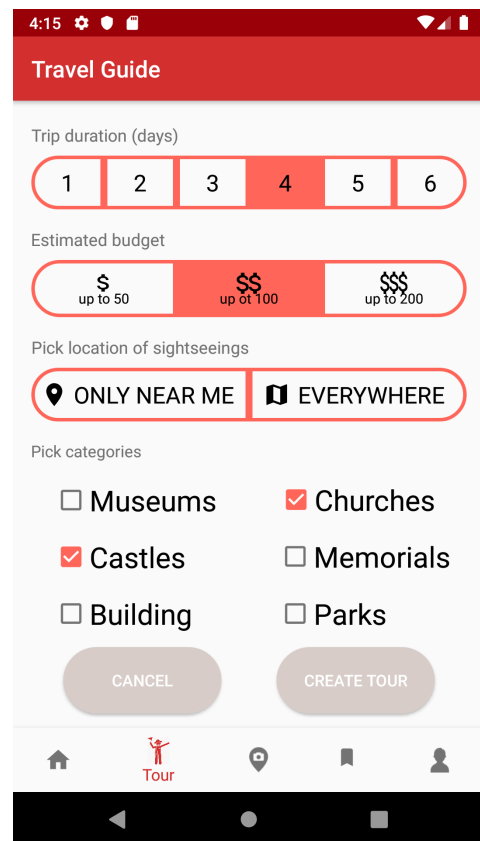 4:15
Travel Guide
Trip duration (days)
1 2 3 4 5 6
Estimated budget
$ $$ $$$
up to 50 up ot 100 up to 200
Pick location of sightseeings
ONLY NEAR ME EVERYWHERE
Pick categories
Museums Churches
Castles Memorials
Building Parks
CANCEL CREATE TOUR
Tour